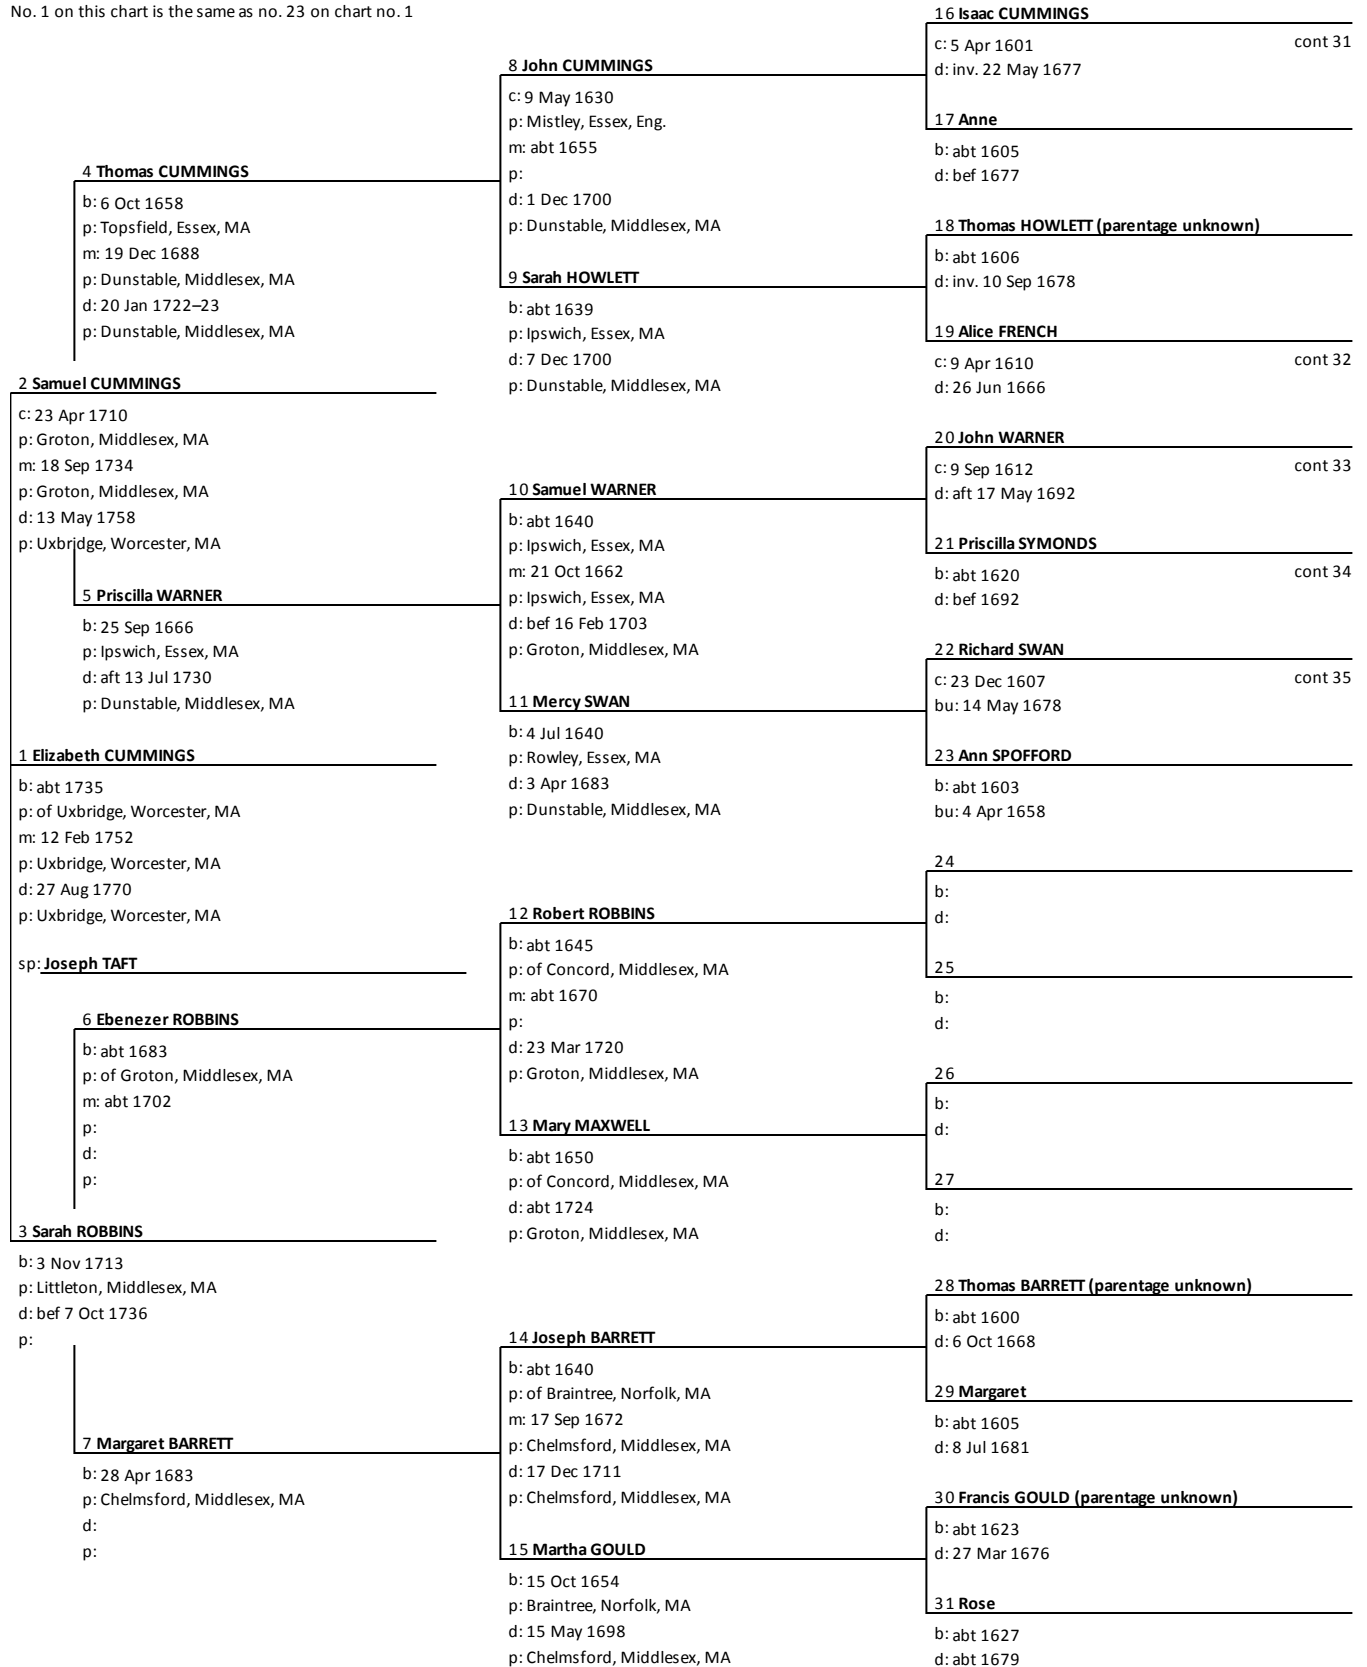 No. 1 on this chart is the same as no. 23 on chart no. 1
16 Isaac CUMMINGS
c: 5 Apr 1601
cont 31
d: inv. 22 May 1677
8 John CUMMINGS
c: 9 May 1630
p: Mistley, Essex, Eng.
m: abt 1655
p:
d: 1 Dec 1700
p: Dunstable, Middlesex, MA
17 Anne
b: abt 1605
d: bef 1677
4 Thomas CUMMINGS
b: 6 Oct 1658
p: Topsfield, Essex, MA
m: 19 Dec 1688
p: Dunstable, Middlesex, MA
d: 20 Jan 1722–23
p: Dunstable, Middlesex, MA
18 Thomas HOWLETT (parentage unknown)
b: abt 1606
d: inv. 10 Sep 1678
9 Sarah HOWLETT
b: abt 1639
p: Ipswich, Essex, MA
d: 7 Dec 1700
p: Dunstable, Middlesex, MA
19 Alice FRENCH
c: 9 Apr 1610
cont 32
d: 26 Jun 1666
2 Samuel CUMMINGS
c: 23 Apr 1710
p: Groton, Middlesex, MA
m: 18 Sep 1734
p: Groton, Middlesex, MA
d: 13 May 1758
p: Uxbridge, Worcester, MA
20 John WARNER
c: 9 Sep 1612
cont 33
d: aft 17 May 1692
10 Samuel WARNER
b: abt 1640
p: Ipswich, Essex, MA
m: 21 Oct 1662
p: Ipswich, Essex, MA
d: bef 16 Feb 1703
p: Groton, Middlesex, MA
21 Priscilla SYMONDS
b: abt 1620
cont 34
d: bef 1692
5 Priscilla WARNER
b: 25 Sep 1666
p: Ipswich, Essex, MA
d: aft 13 Jul 1730
p: Dunstable, Middlesex, MA
22 Richard SWAN
c: 23 Dec 1607
cont 35
bu: 14 May 1678
11 Mercy SWAN
b: 4 Jul 1640
p: Rowley, Essex, MA
d: 3 Apr 1683
p: Dunstable, Middlesex, MA
23 Ann SPOFFORD
b: abt 1603
bu: 4 Apr 1658
1 Elizabeth CUMMINGS
b: abt 1735
p: of Uxbridge, Worcester, MA
m: 12 Feb 1752
p: Uxbridge, Worcester, MA
d: 27 Aug 1770
p: Uxbridge, Worcester, MA
sp: Joseph TAFT
24
b:
d:
12 Robert ROBBINS
b: abt 1645
p: of Concord, Middlesex, MA
m: abt 1670
p:
d: 23 Mar 1720
p: Groton, Middlesex, MA
25
b:
d:
6 Ebenezer ROBBINS
b: abt 1683
p: of Groton, Middlesex, MA
m: abt 1702
p:
d:
p:
26
b:
d:
13 Mary MAXWELL
b: abt 1650
p: of Concord, Middlesex, MA
d: abt 1724
p: Groton, Middlesex, MA
27
b:
d:
3 Sarah ROBBINS
b: 3 Nov 1713
p: Littleton, Middlesex, MA
d: bef 7 Oct 1736
p:
28 Thomas BARRETT (parentage unknown)
b: abt 1600
d: 6 Oct 1668
14 Joseph BARRETT
b: abt 1640
p: of Braintree, Norfolk, MA
m: 17 Sep 1672
p: Chelmsford, Middlesex, MA
d: 17 Dec 1711
p: Chelmsford, Middlesex, MA
29 Margaret
b: abt 1605
d: 8 Jul 1681
7 Margaret BARRETT
b: 28 Apr 1683
p: Chelmsford, Middlesex, MA
d:
p:
30 Francis GOULD (parentage unknown)
b: abt 1623
d: 27 Mar 1676
15 Martha GOULD
b: 15 Oct 1654
p: Braintree, Norfolk, MA
d: 15 May 1698
p: Chelmsford, Middlesex, MA
31 Rose
b: abt 1627
d: abt 1679